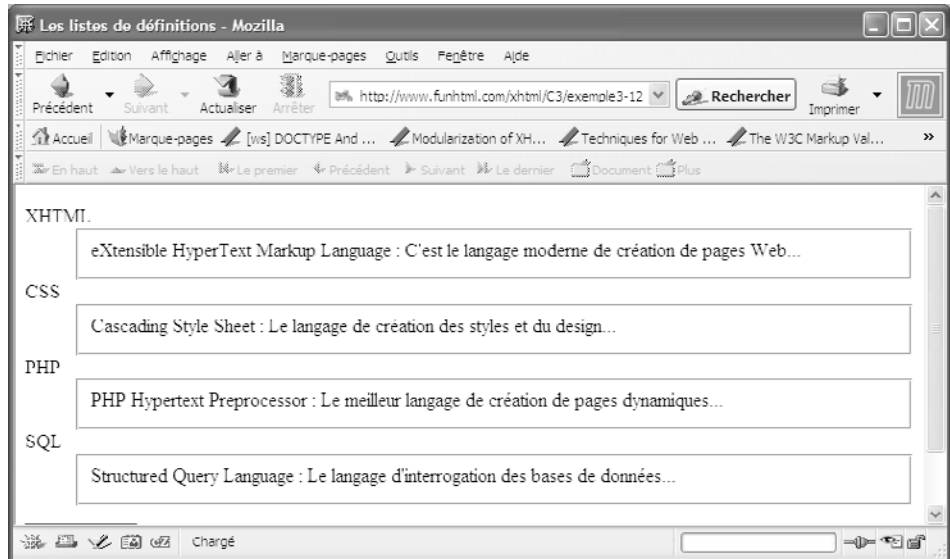 Les listes de définitions - Mozilla
Fichier Edition Affichage Aller à Marque-pages Outils Fenêtre Aide
http://www.funhtml.com/xhtml/C3/exemple3-12 Rechercher
Précédent Suivant Actualiser Arrêter Imprimer
Accueil Marque-pages [ws] DOCTYPE And ... Modularization of XH... Techniques for Web ... The W3C Markup Val... »
En haut Vers le haut Le premier Précédent Suivant Le dernier Document Plus
XHTML
eXtensible HyperText Markup Language : C'est le langage moderne de création de pages Web...
CSS
Cascading Style Sheet : Le langage de création des styles et du design...
PHP
PHP Hypertext Preprocessor : Le meilleur langage de création de pages dynamiques...
SQL
Structured Query Language : Le langage d'interrogation des bases de données...
Chargé